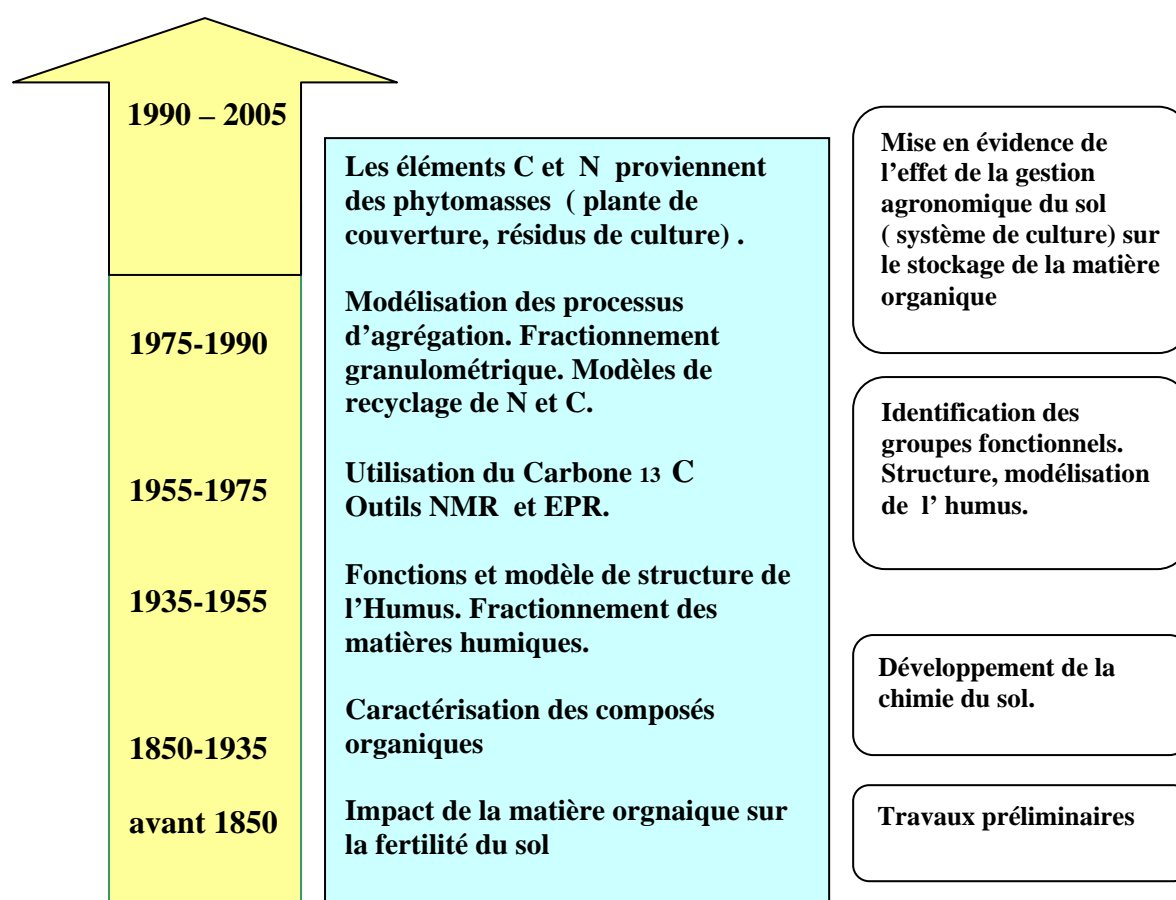 1990 – 2005
Les éléments C et N proviennent
des phytomasses ( plante de
couverture, résidus de culture) .
Mise en évidence de
l'effet de la gestion
agronomique du sol
( système de culture) sur
le stockage de la matière
organique
1975-1990
Modélisation des processus
d'agrégation. Fractionnement
granulométrique. Modèles de
recyclage de N et C.
1955-1975
Utilisation du Carbone 13 C
Outils NMR et EPR.
Identification des
groupes fonctionnels.
Structure, modélisation
de l' humus.
1935-1955
Fonctions et modèle de structure de
l'Humus. Fractionnement des
matières humiques.
1850-1935
Caractérisation des composés
organiques
Développement de la
chimie du sol.
avant 1850
Impact de la matière orgnaique sur
la fertilité du sol
Travaux préliminaires